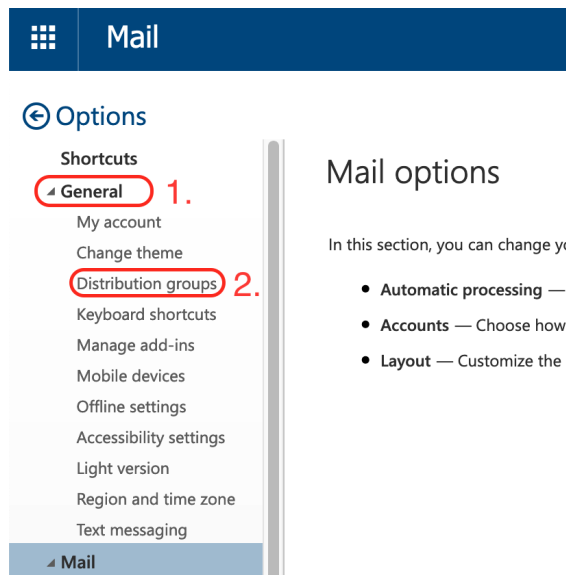 Mail
Options
Shortcuts
General 1.
My account
Change theme
Distribution groups 2.
Keyboard shortcuts
Manage add-ins
Mobile devices
Offline settings
Accessibility settings
Light version
Region and time zone
Text messaging
Mail
Mail options
In this section, you can change yo
Automatic processing —
Accounts — Choose how
Layout — Customize the